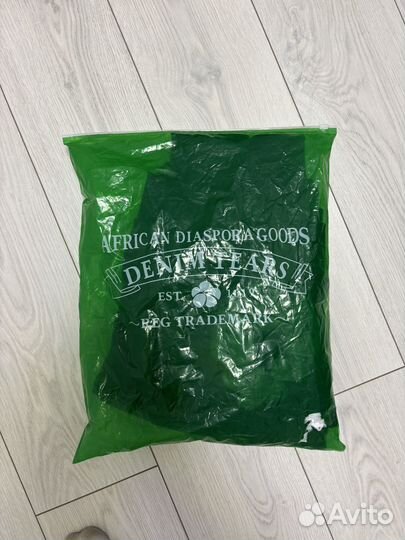 AFRICAN DIASPORA GOODS
DENIM TEARS
EST.
~REG TRADEMARK~
Avito